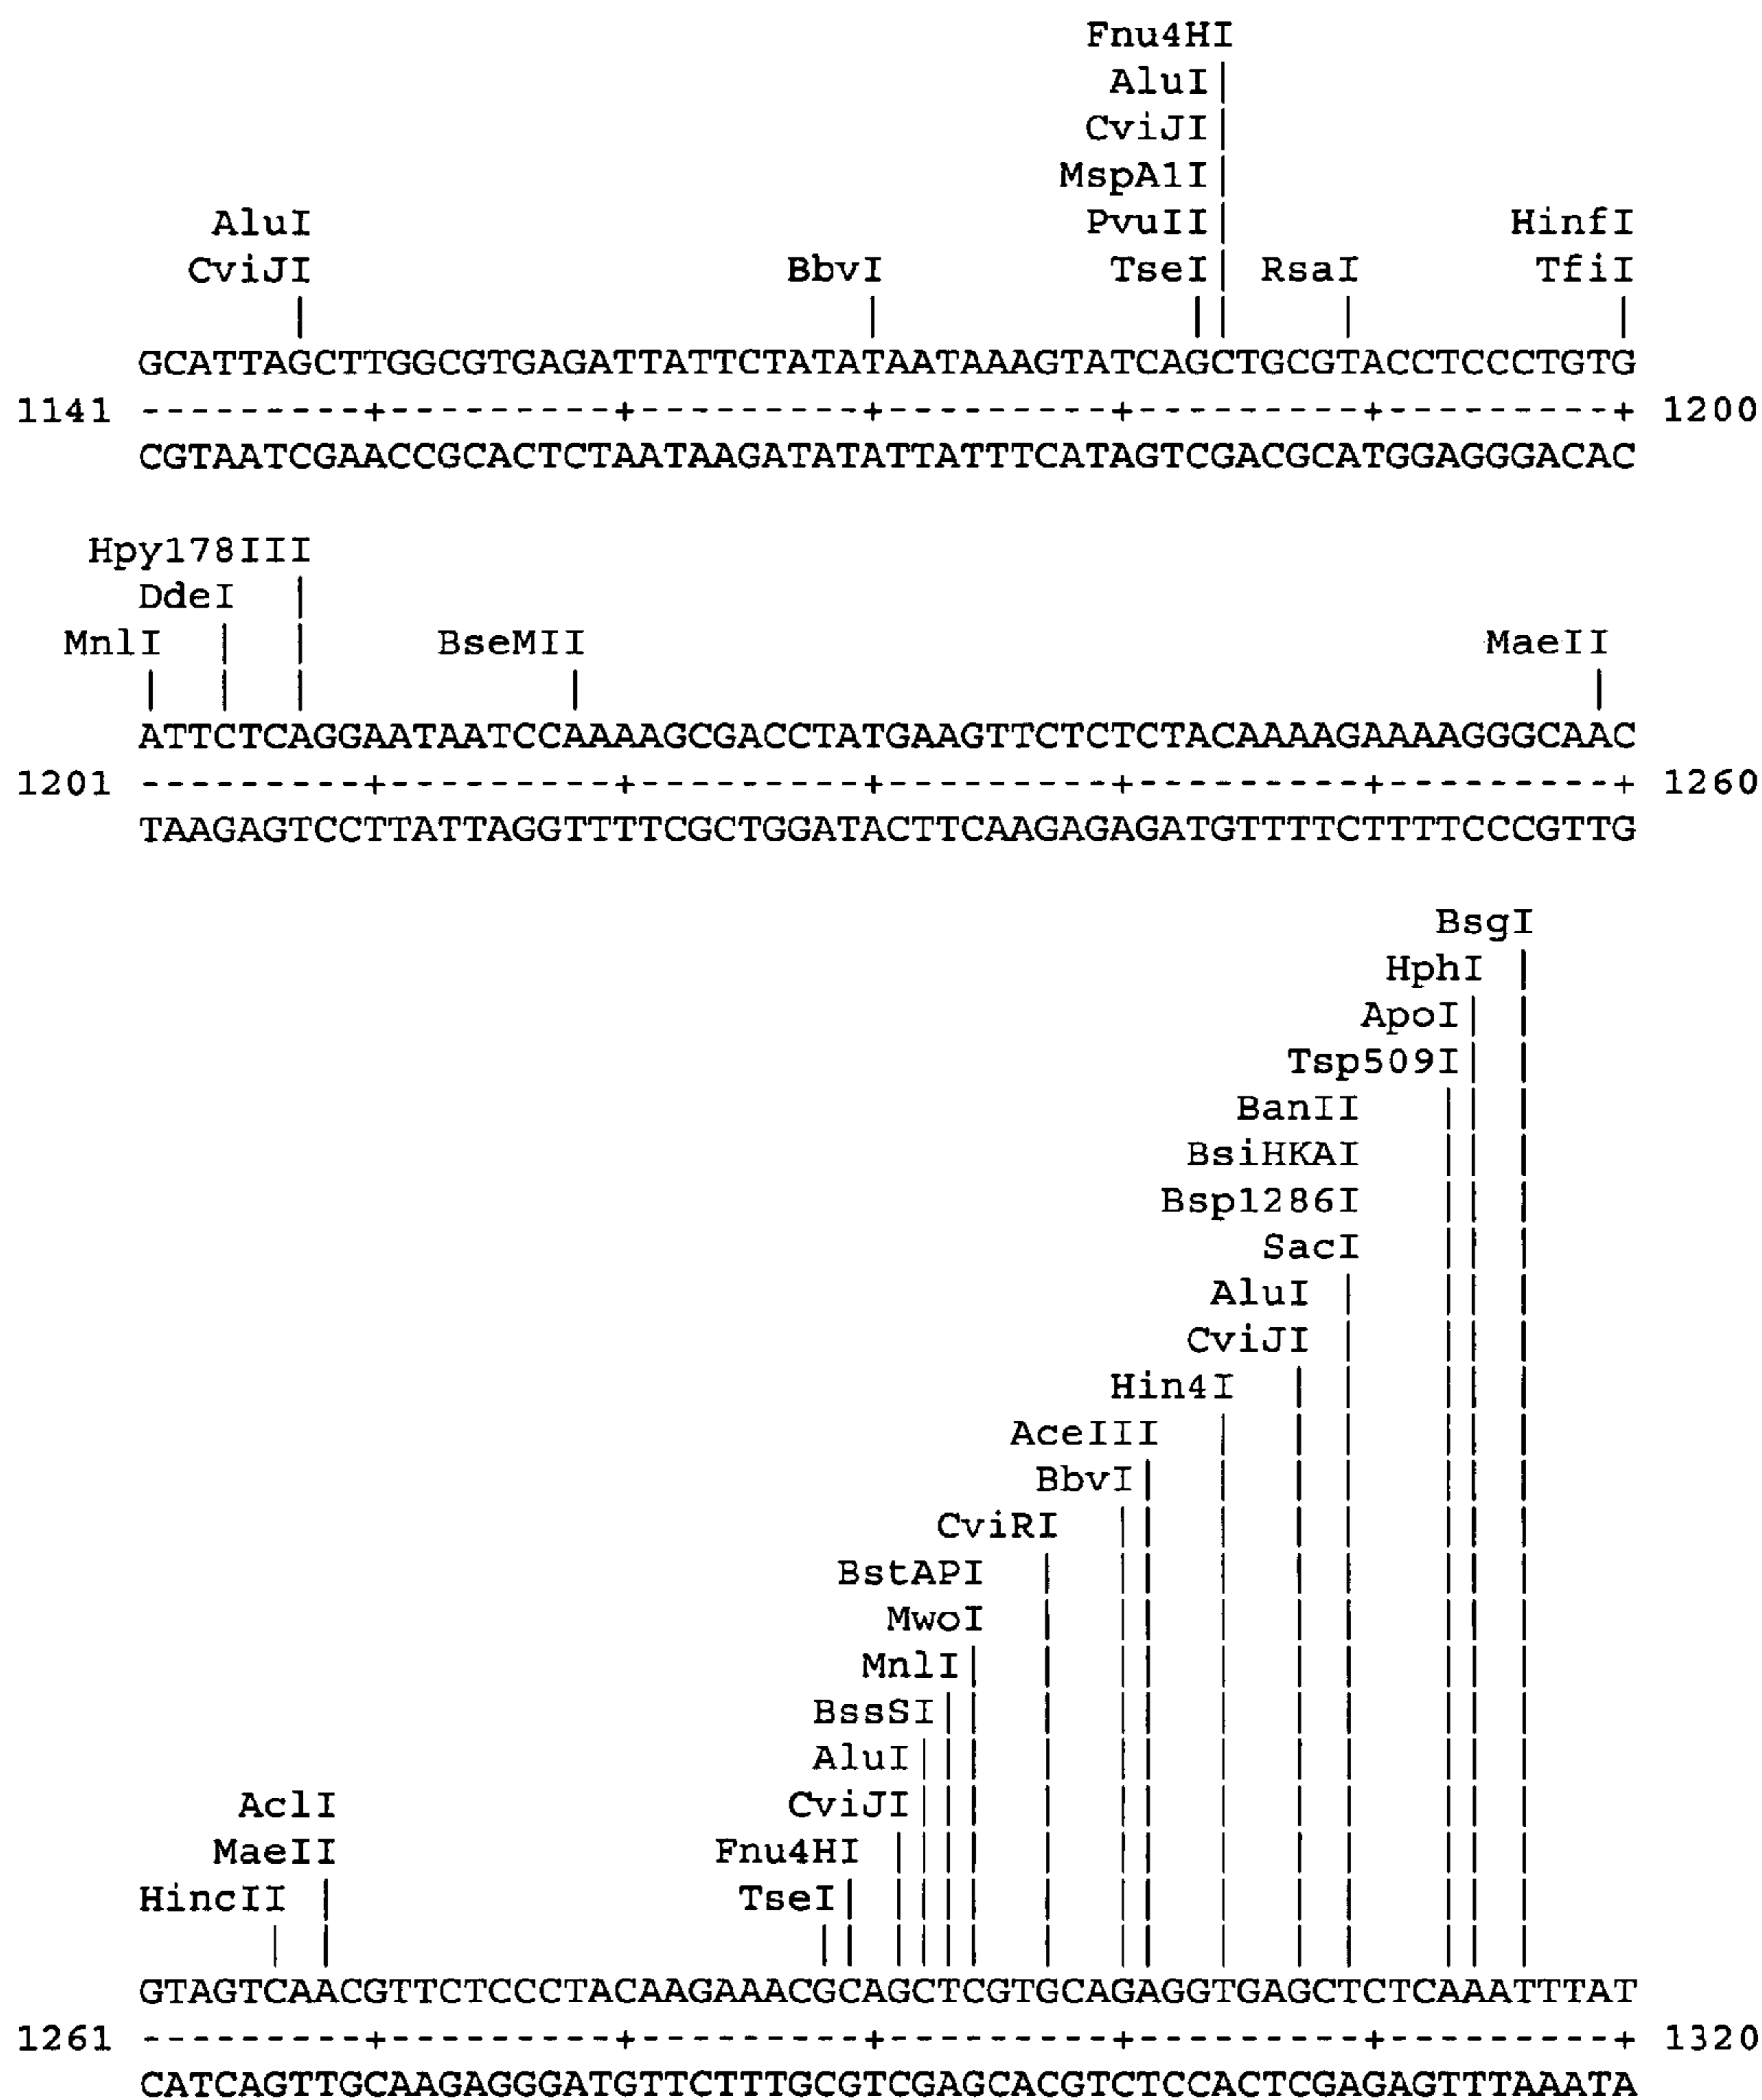 Fnu4HI
AluI
CviJI
MspA1I
AluI PvuII HinfI
CviJI BbvI TseI RsaI TfiI
GCATTAGCTTGGCGTGAGATTATTCTATATAATAAAGTATCAGCTGCGTACCTCCCTGTG
1141 ---------+---------+---------+---------+---------+---------+ 1200
CGTAATCGAACCGCACTCTAATAAGATATATTATTTCATAGTCGACGCATGGAGGGACAC
Hpy178III
DdeI
MnlI BseMII MaeII
ATTCTCAGGAATAATCCAAAAGCGACCTATGAAGTTCTCTCTACAAAAGAAAAGGGCAAC
1201 ---------+---------+---------+---------+---------+---------+ 1260
TAAGAGTCCTTATTAGGTTTTCGCTGGATACTTCAAGAGAGATGTTTTCTTTTCCCGTTG
BsgI
HphI
ApoI
Tsp509I
BanII
BsiHKAI
Bsp1286I
SacI
AluI
CviJI
Hin4I
AceIII
BbvI
CviRI
BstAPI
MwoI
MnlI
BssSI
AluI
AclI CviJI
MaeII Fnu4HI
HincII TseI
GTAGTCAACGTTCTCCCTACAAGAAACGCAGCTCGTGCAGAGGTGAGCTCTCAAATTTAT
1261 ---------+---------+---------+---------+---------+---------+ 1320
CATCAGTTGCAAGAGGGATGTTCTTTGCGTCGAGCACGTCTCCACTCGAGAGTTTAAATA